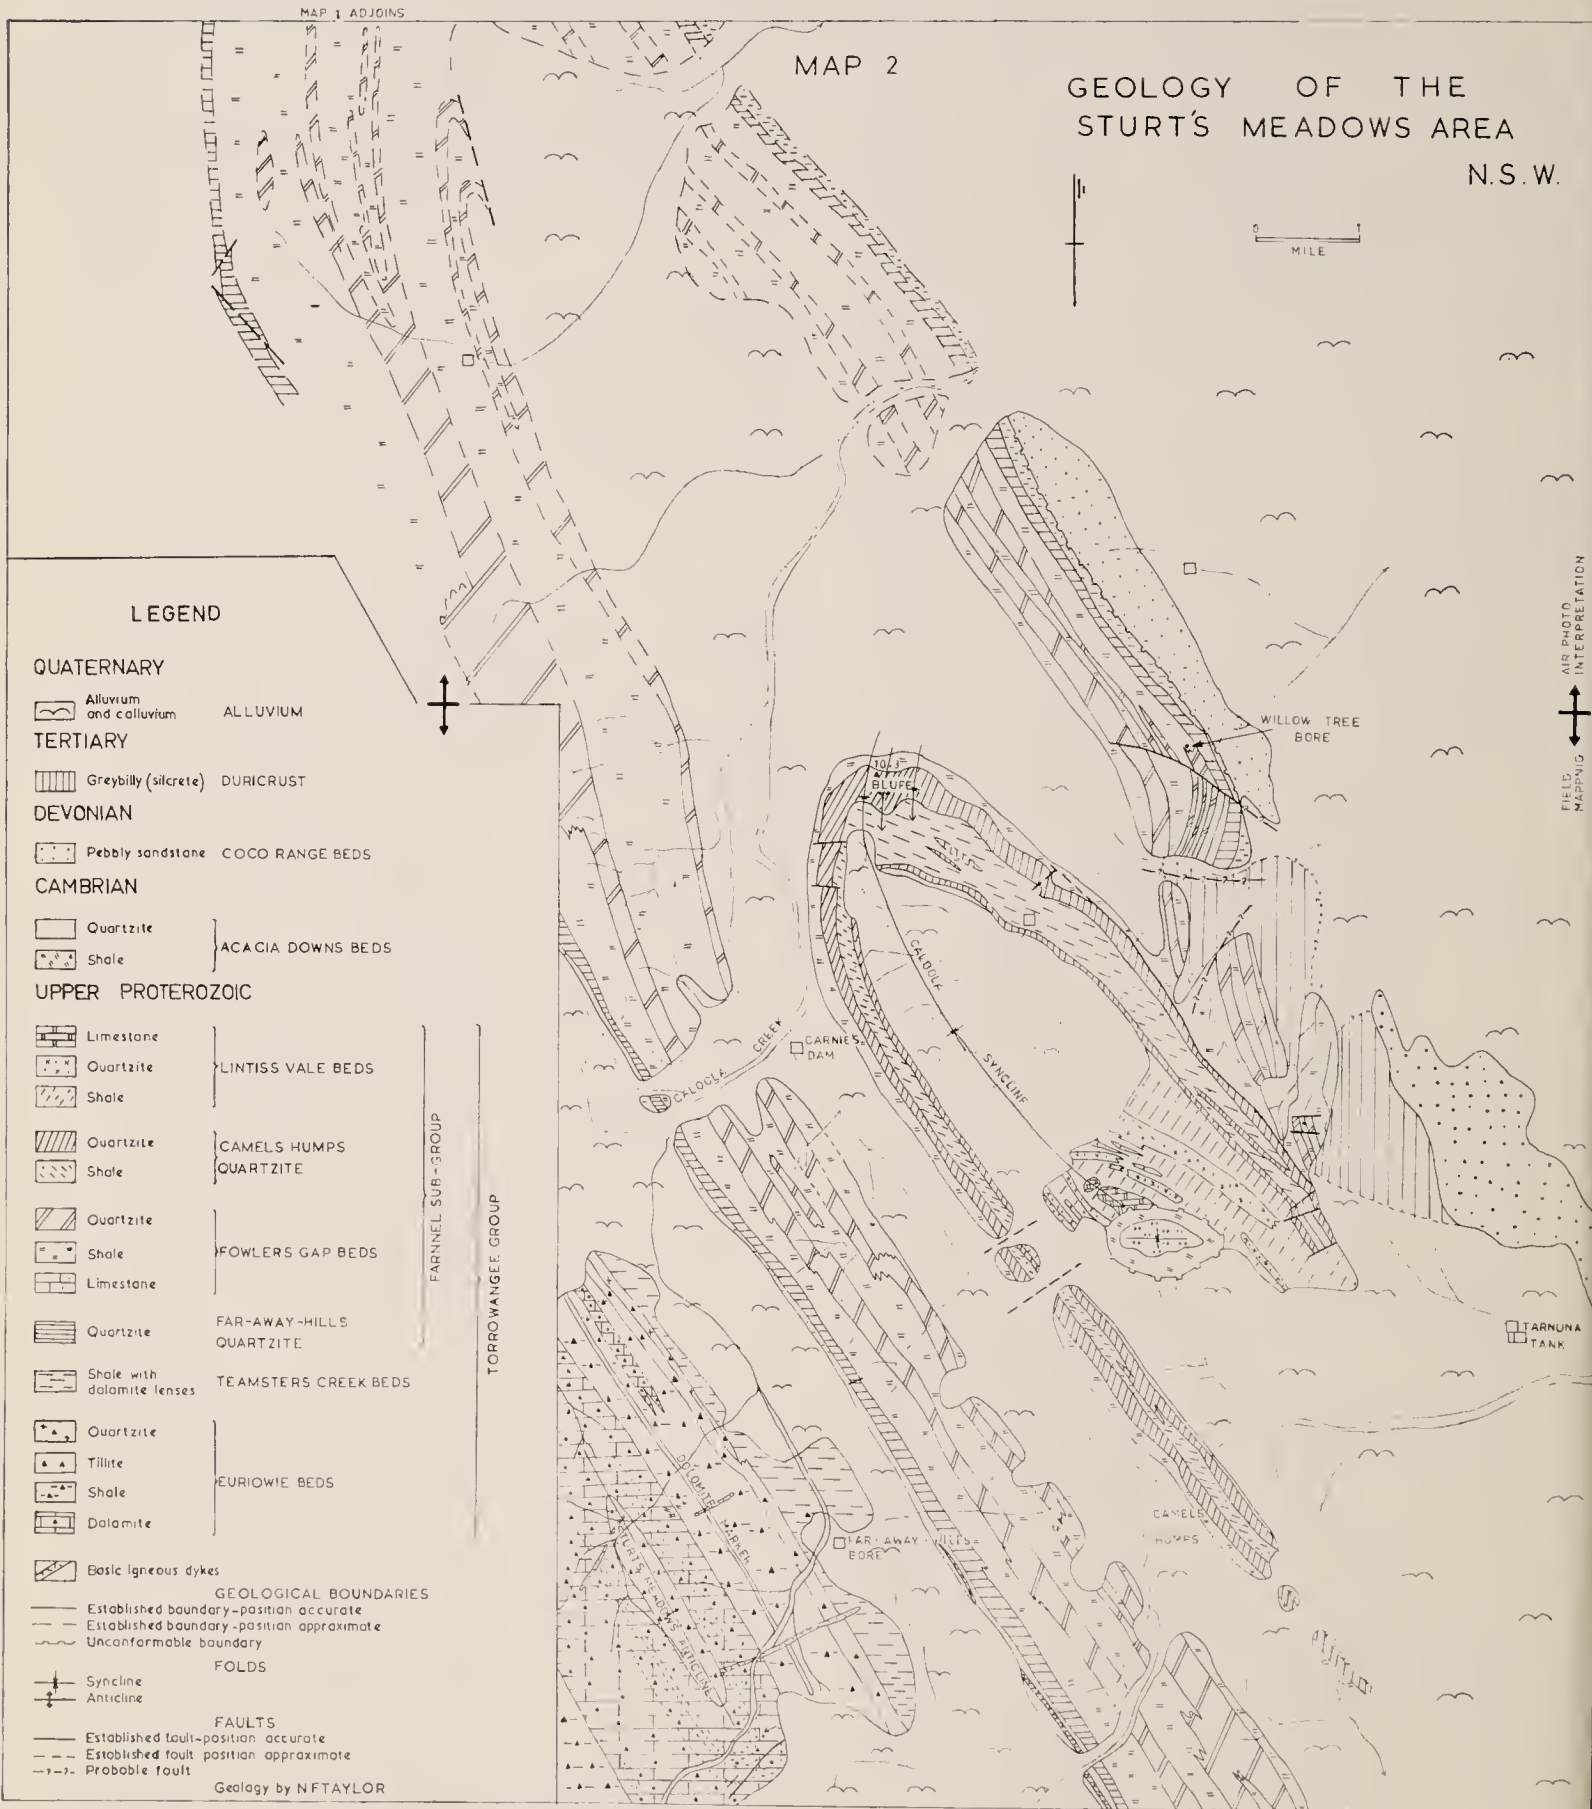 MAP 1 ADJOINS
MAP 2
GEOLOGY OF THE
STURT'S MEADOWS AREA
N.S.W.
0 1
MILE
AIR PHOTO
INTERPRETATION
FIELD
MAPPNIG
WILLOW TREE
BORE
BLUFF
CALOOLA
SYNCLINE
CALOOLA CREEK
CARNIES
DAM
TARNUNA
TANK
DOLOMITE MARKER
STURTS MEADOWS ANTICLINE
FAR-AWAY-HILLS
BORE
CAMELS
HUMPS
LEGEND
QUATERNARY
Alluvium
and colluvium ALLUVIUM
TERTIARY
Greybilly (silcrete) DURICRUST
DEVONIAN
Pebbly sandstone COCO RANGE BEDS
CAMBRIAN
Quartzite
Shale
ACACIA DOWNS BEDS
UPPER PROTEROZOIC
Limestone
Quartzite
Shale
LINTISS VALE BEDS
Quartzite
Shale
CAMELS HUMPS
QUARTZITE
Quartzite
Shale
Limestone
FOWLERS GAP BEDS
Quartzite
FAR-AWAY-HILLS
QUARTZITE
Shale with
dolomite lenses TEAMSTERS CREEK BEDS
Quartzite
Tillite
Shale
Dolomite
EURIOWIE BEDS
FARNNEL SUB-GROUP
TORROWANGEE GROUP
Basic igneous dykes
GEOLOGICAL BOUNDARIES
Established boundary-position accurate
Established boundary-position approximate
Unconformable boundary
FOLDS
Syncline
Anticline
FAULTS
Established fault-position accurate
Established fault position approximate
-?-?- Probable fault
Geology by N F TAYLOR